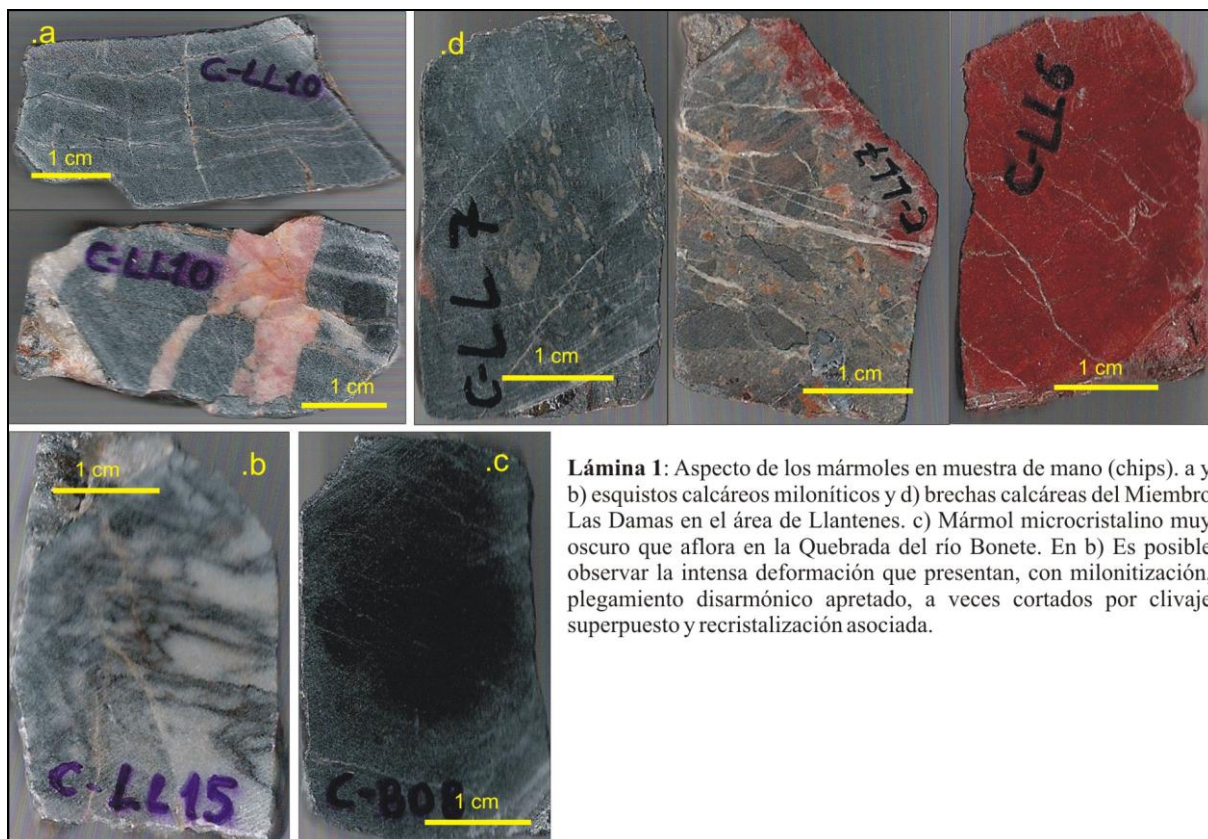 .a
C-LL10
1 cm
C-LL10
1 cm
.d
C-LL7
1 cm
C-LL7
1 cm
C-LL6
1 cm
.b
1 cm
C-LL15
.c
C-BOB
1 cm
Lámina 1: Aspecto de los mármoles en muestra de mano (chips). a y
b) esquistos calcáreos miloníticos y d) brechas calcáreas del Miembro
Las Damas en el área de Llantenes. c) Mármol microcristalino muy
oscuro que aflora en la Quebrada del río Bonete. En b) Es posible
observar la intensa deformación que presentan, con milonitización,
plegamiento disarmónico apretado, a veces cortados por clivaje
superpuesto y recristalización asociada.